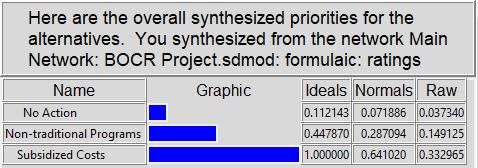 Here are the overall synthesized priorities for the
alternatives. You synthesized from the network Main
Network: BOCR Project.sdmod: formulaic: ratings
Name Graphic Ideals Normals Raw
No Action 0.112143 0.071886 0.037340
Non-traditional Programs 0.447870 0.287094 0.149125
Subsidized Costs 1.000000 0.641020 0.332965